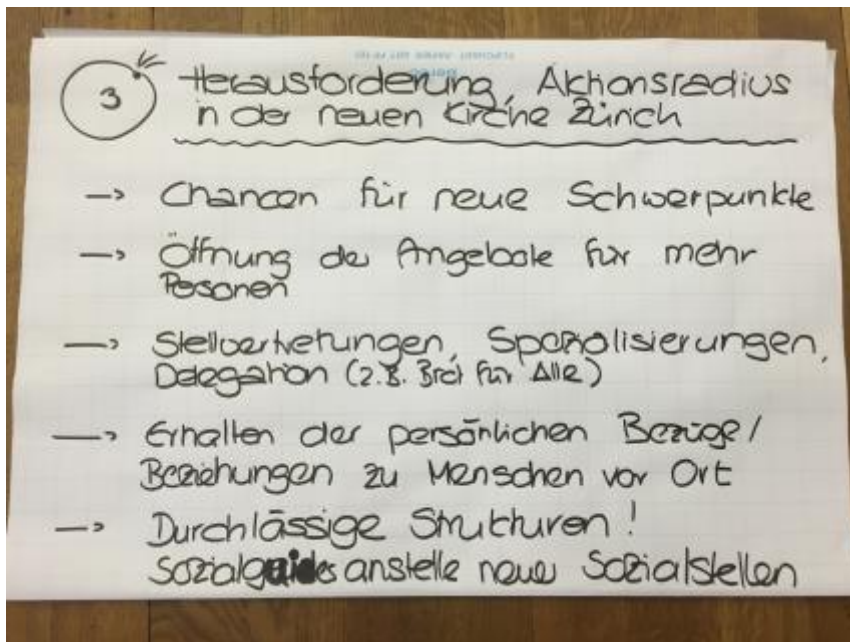 3
Herausforderung, Aktionsradius
in der neuen Kirche Zürich
→ Chancen für neue Schwerpunkte
→ Öffnung der Angebote für mehr
Personen
→ Stellvertretungen, Spezialisierungen,
Delegation (z.B. Brot für Alle)
→ Erhalten der persönlichen Bezüge/
Beziehungen zu Menschen vor Ort
→ Durchlässige Strukturen!
Sozialguides anstelle neuer Sozialstellen